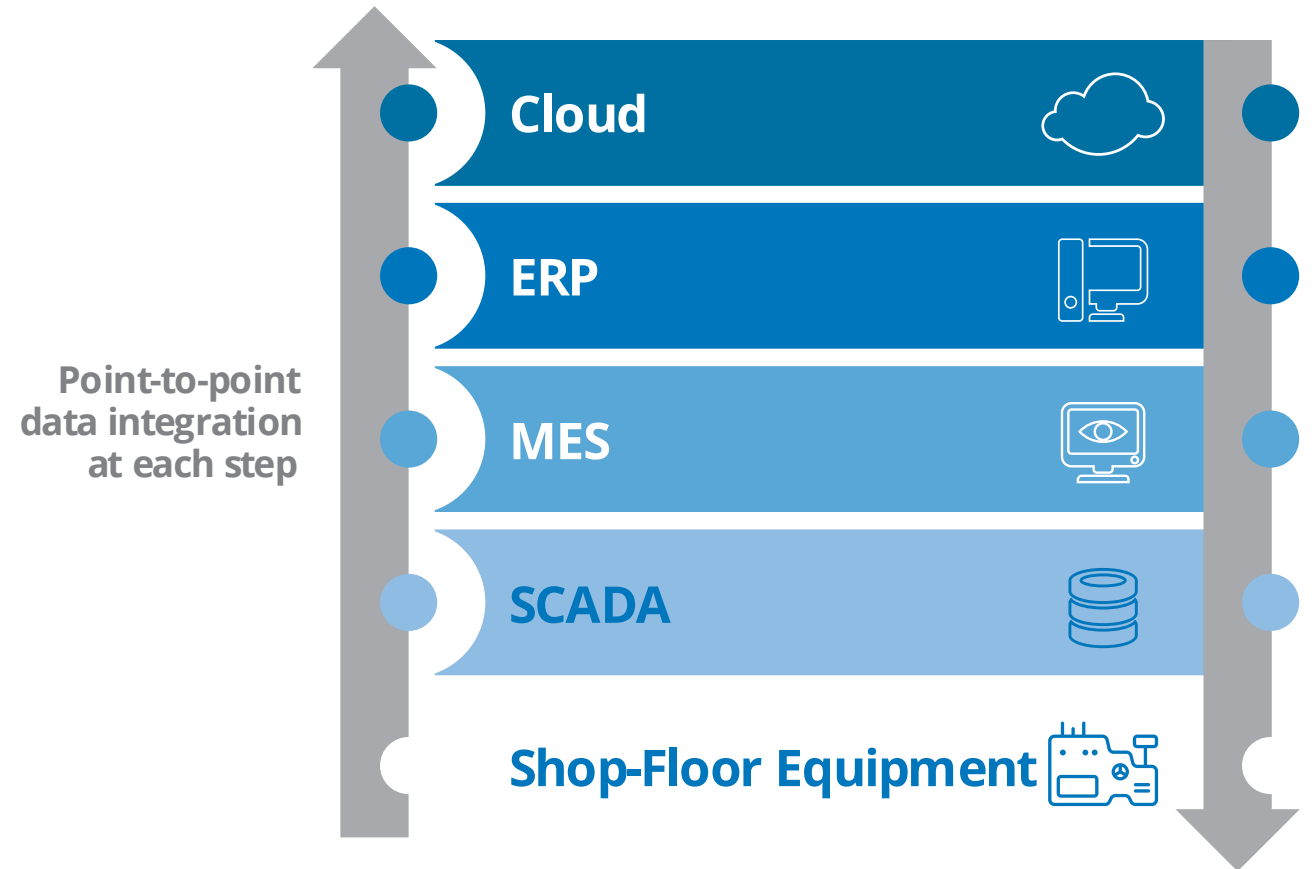 Cloud
ERP
Point-to-point
data integration
at each step
MES
SCADA
Shop-Floor Equipment